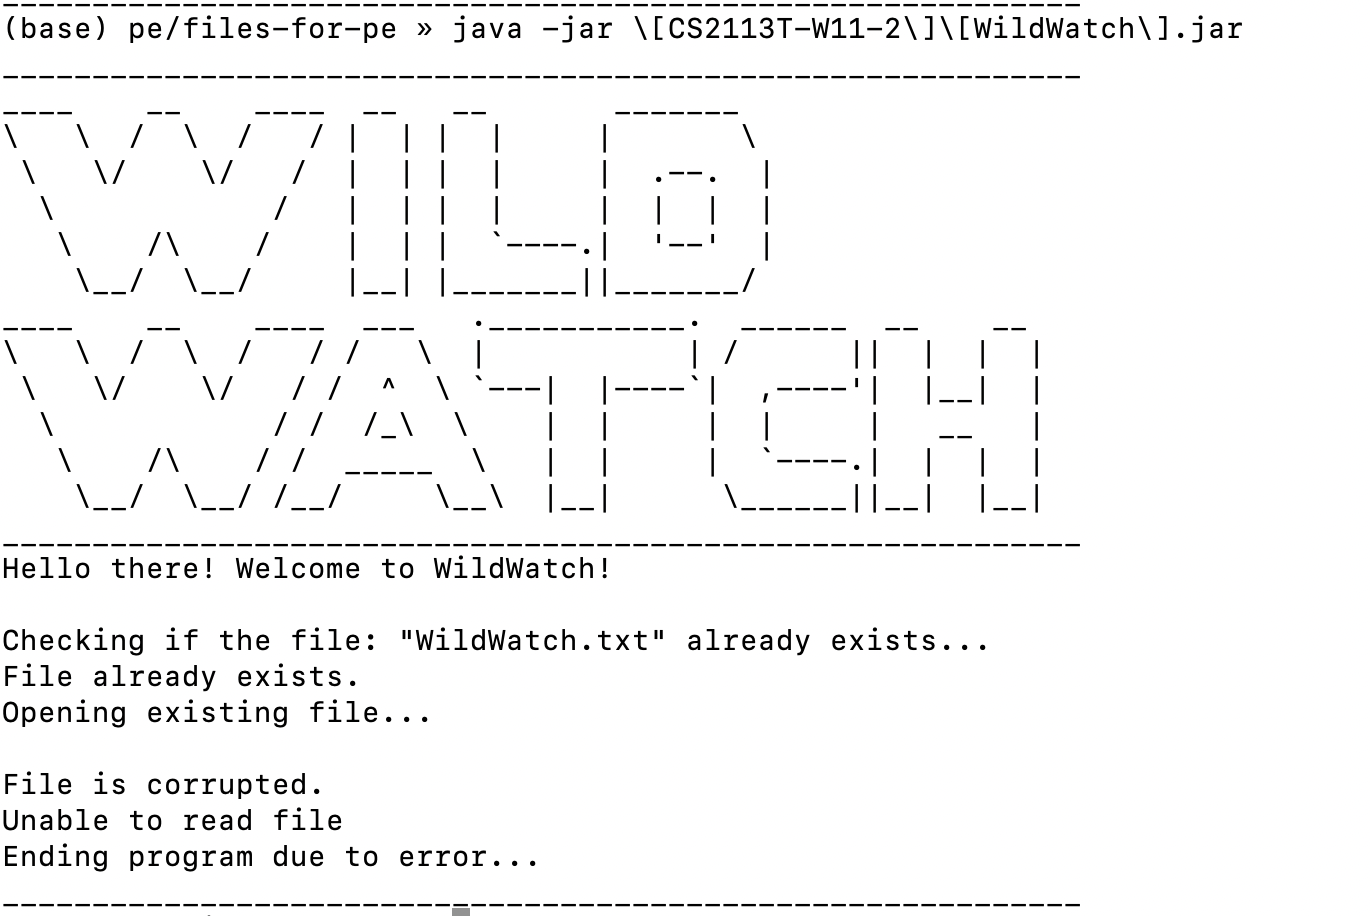 (base) pe/files-for-pe » java -jar \[CS2113T-W11-2\]\[WildWatch\].jar
WILD
WATCH
Hello there! Welcome to WildWatch!
Checking if the file: "WildWatch.txt" already exists...
File already exists.
Opening existing file...
File is corrupted.
Unable to read file
Ending program due to error...